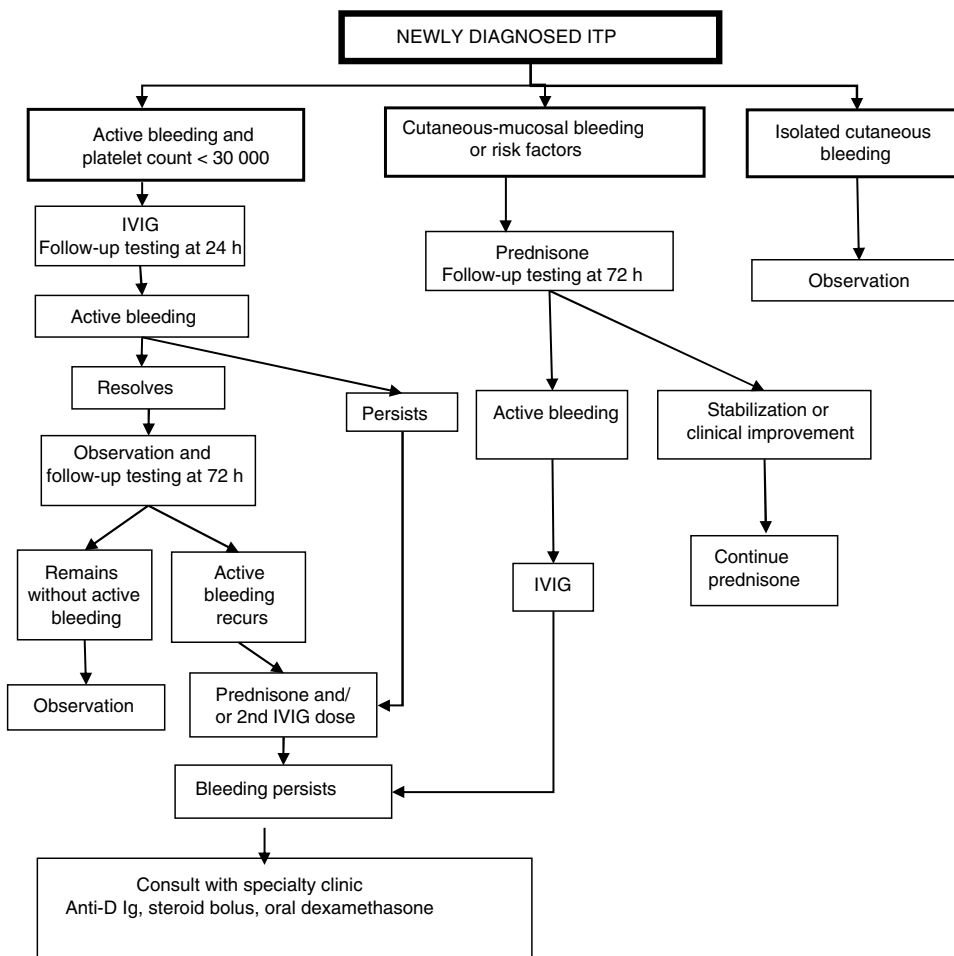 NEWLY DIAGNOSED ITP
Active bleeding and
platelet count < 30 000
Cutaneous-mucosal bleeding
or risk factors
Isolated cutaneous
bleeding
IVIG
Follow-up testing at 24 h
Prednisone
Follow-up testing at 72 h
Observation
Active bleeding
Resolves
Persists
Active bleeding
Stabilization or
clinical improvement
Observation and
follow-up testing at 72 h
Remains
without active
bleeding
Active
bleeding
recurs
IVIG
Continue
prednisone
Observation
Prednisone and/
or 2nd IVIG dose
Bleeding persists
Consult with specialty clinic
Anti-D Ig, steroid bolus, oral dexamethasone